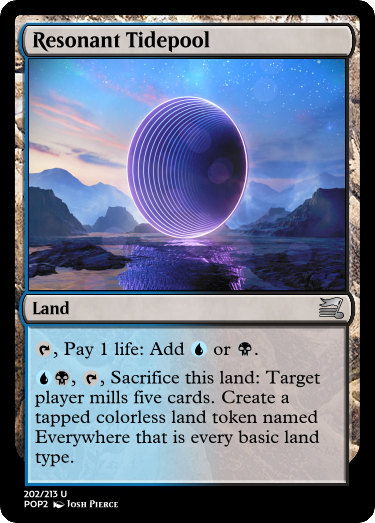 Resonant Tidepool
Land
, Pay 1 life: Add or .
, , Sacrifice this land: Target
player mills five cards. Create a
tapped colorless land token named
Everywhere that is every basic land
type.
202/213 U
POP2 Josh Pierce